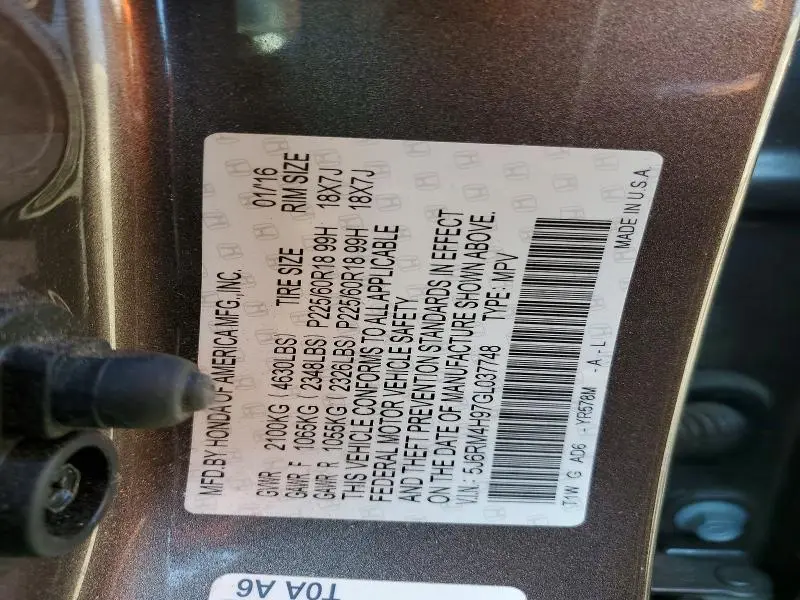 MFD.BY HONDA OF AMERICA MFG.,INC. 01/'16
TIRE SIZE RIM SIZE
GVWR 2100KG ( 4630LBS)
GAWR F 1065KG ( 2348LBS) P225/60R18 99H 18X7J
GAWR R 1055KG ( 2326LBS) P225/60R18 99H 18X7J
THIS VEHICLE CONFORMS TO ALL APPLICABLE
FEDERAL MOTOR VEHICLE SAFETY
AND THEFT PREVENTION STANDARDS IN EFFECT
ON THE DATE OF MANUFACTURE SHOWN ABOVE.
V.I.N.: 5J6RM4H97GL037748 TYPE: MPV
T1W G AD6 -YR578M -A-L MADE IN U.S.A.
T0A A6